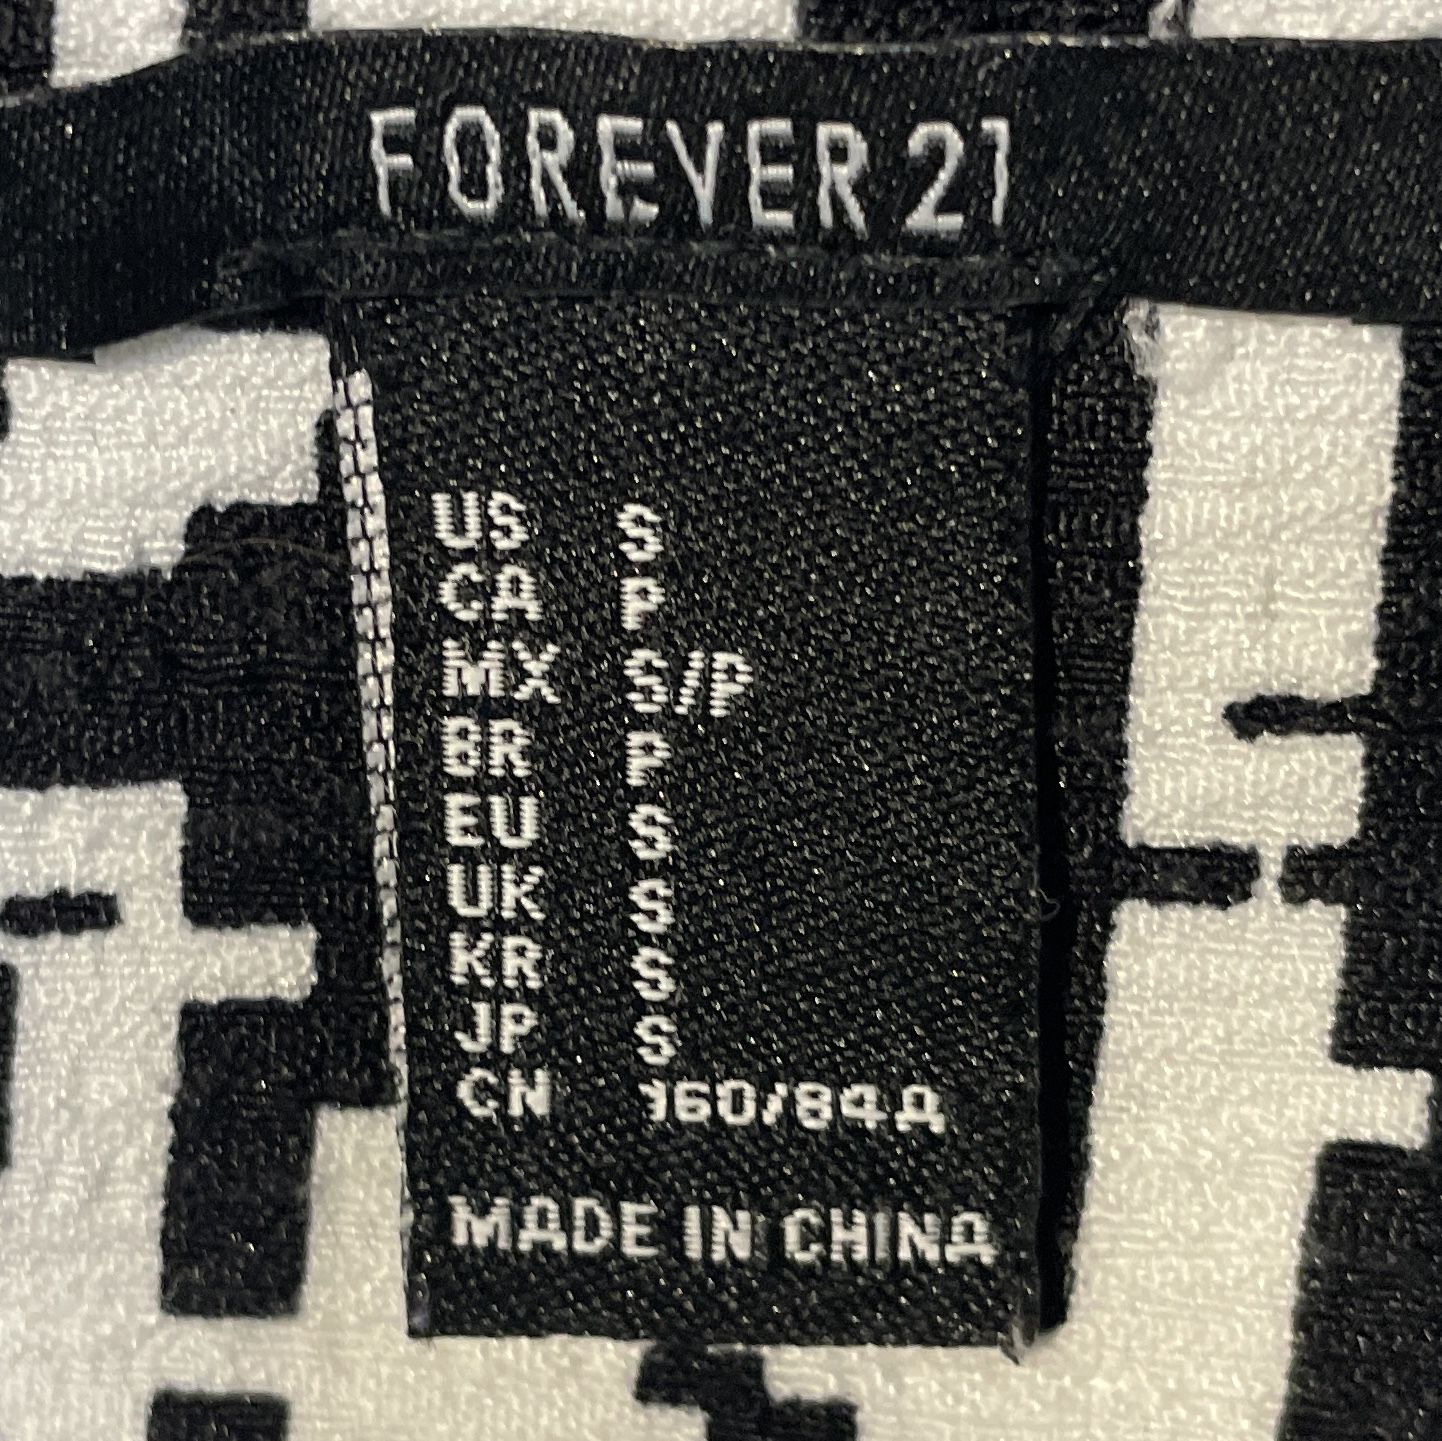 FOREVER 21
US S
CA P
MX S/P
BR P
EU S
UK S
KR S
JP S
CN 160/84A
MADE IN CHINA